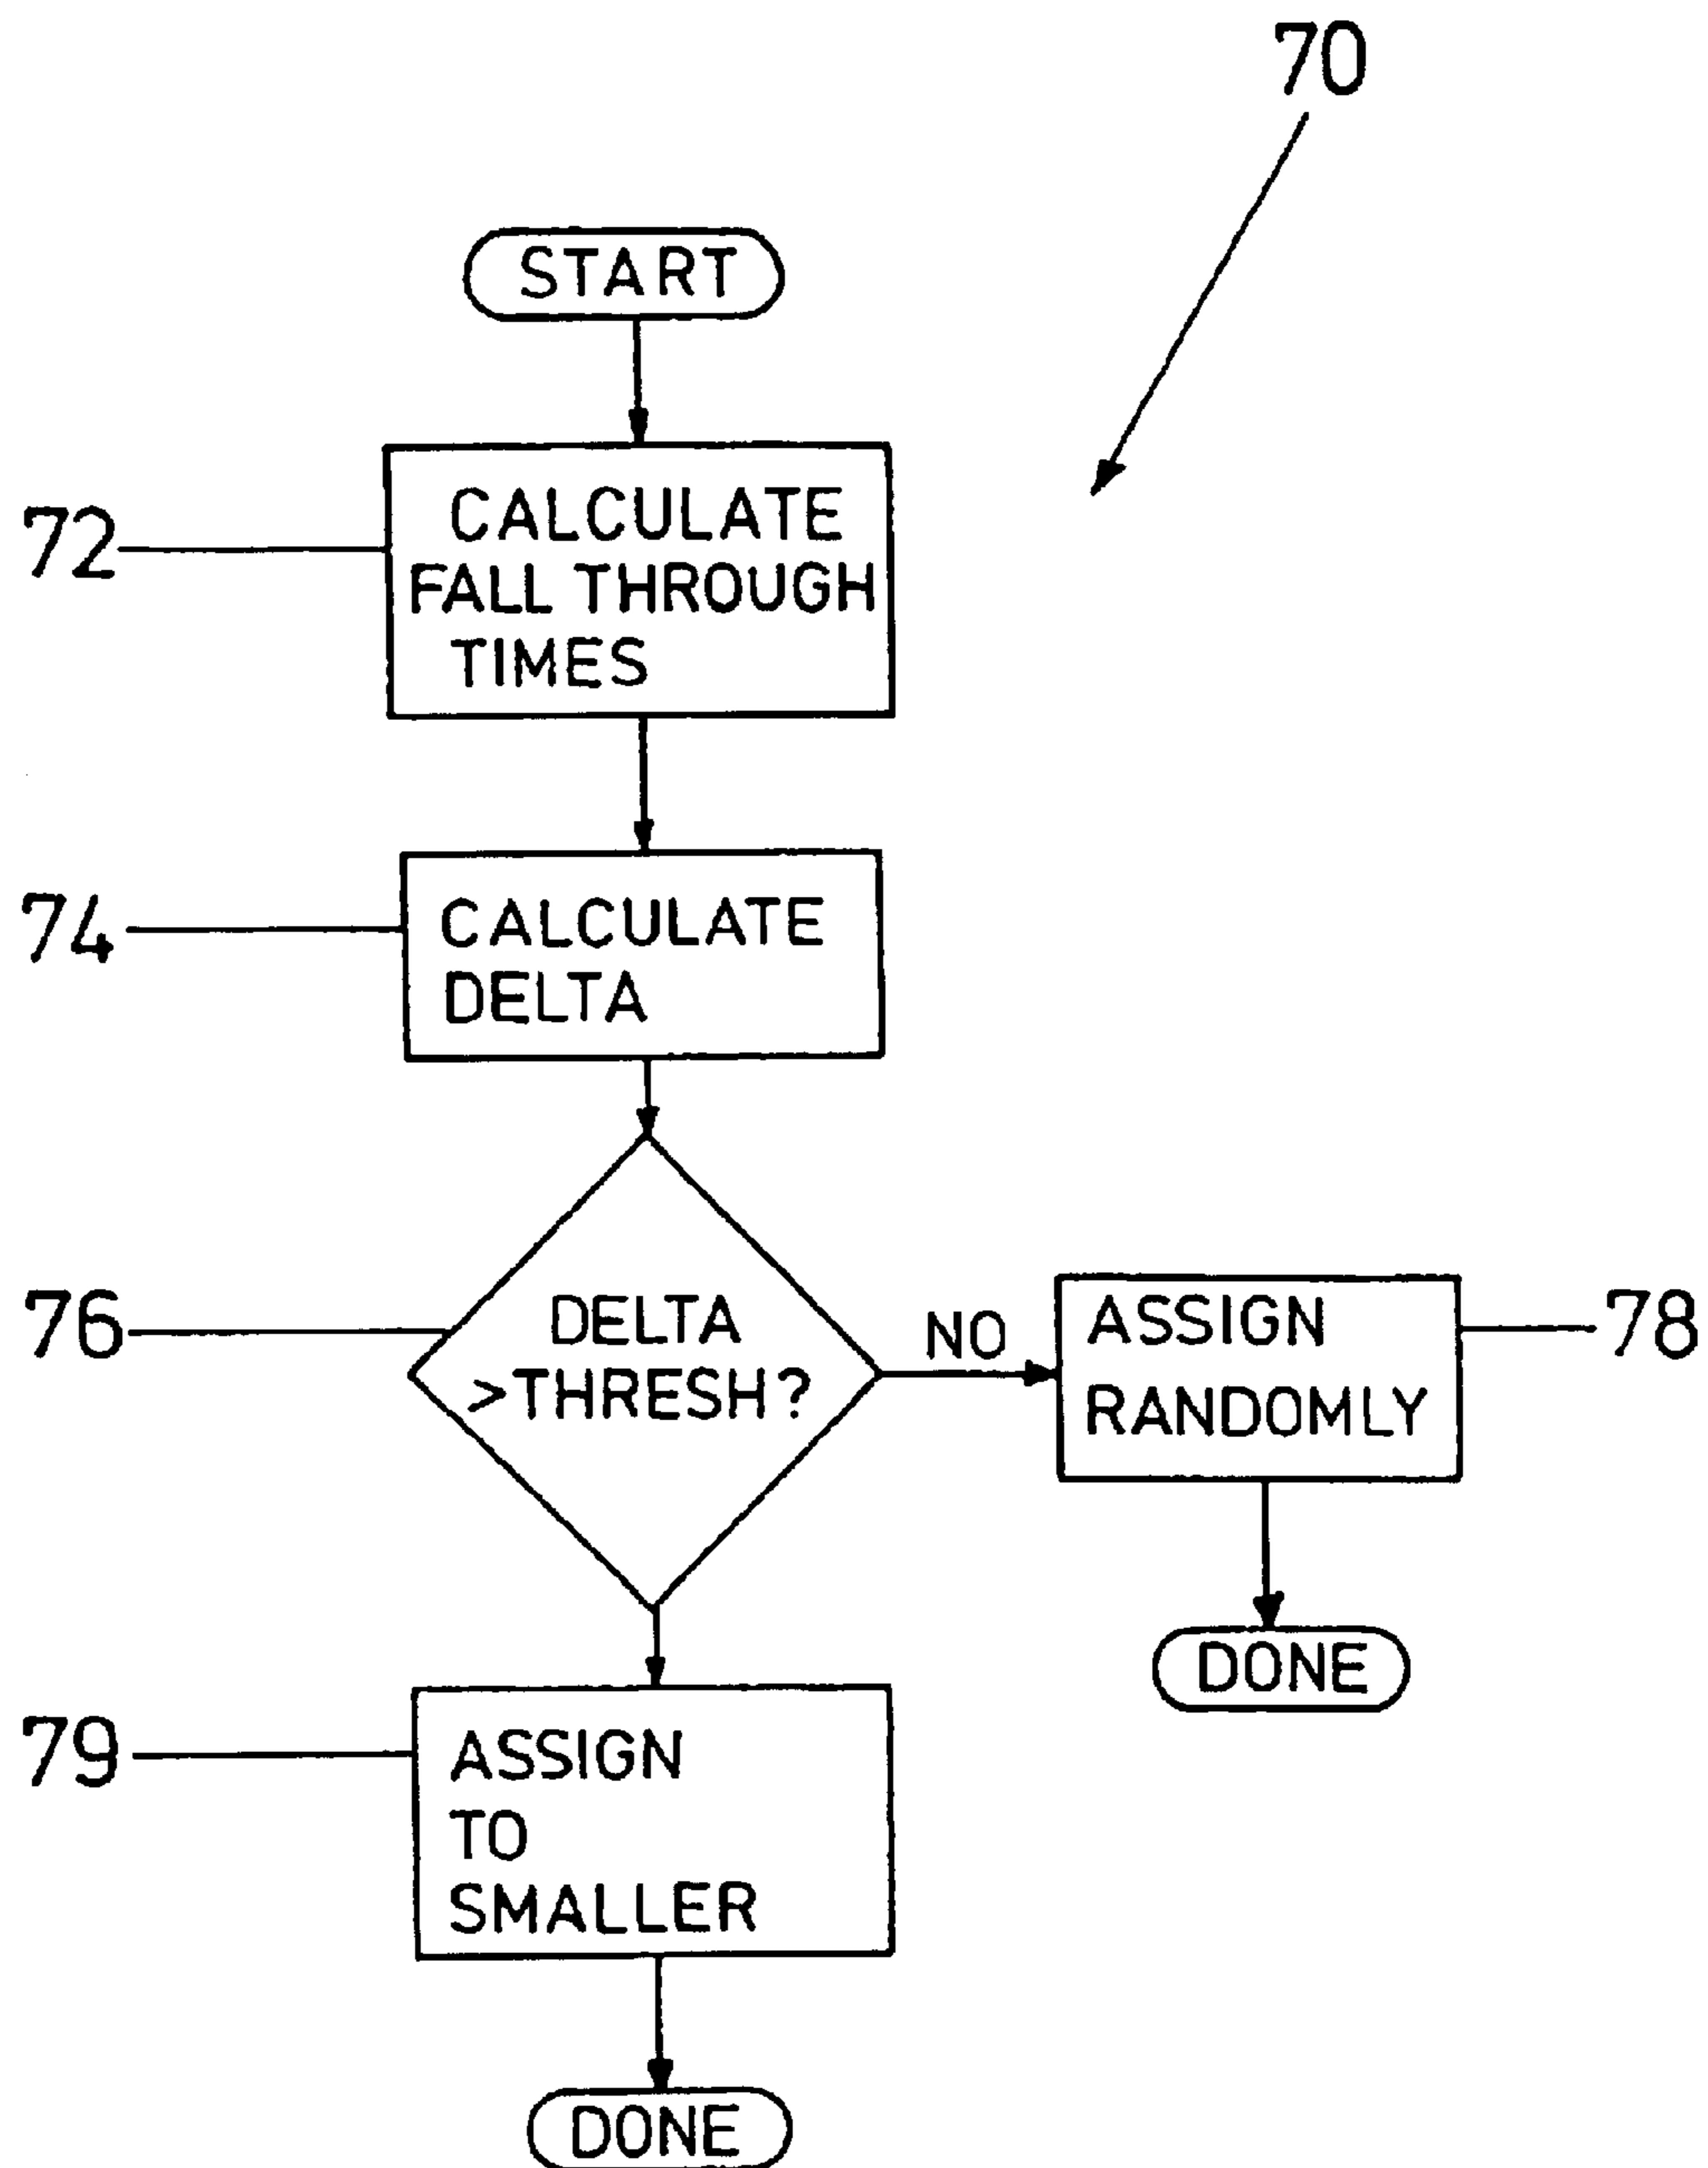 70
START
72
CALCULATE
FALL THROUGH
TIMES
74
CALCULATE
DELTA
76
DELTA
>THRESH?
NO
ASSIGN
RANDOMLY
78
DONE
79
ASSIGN
TO
SMALLER
DONE